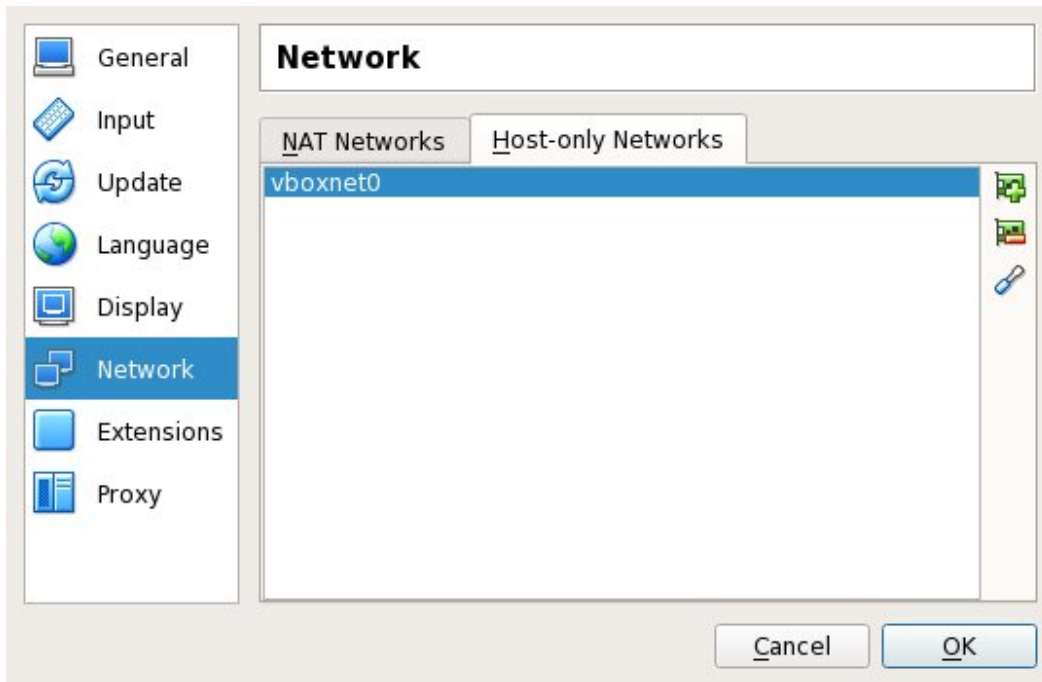 General
Input
Update
Language
Display
Network
Extensions
Proxy
Network
NAT Networks
Host-only Networks
vboxnet0
Cancel
OK